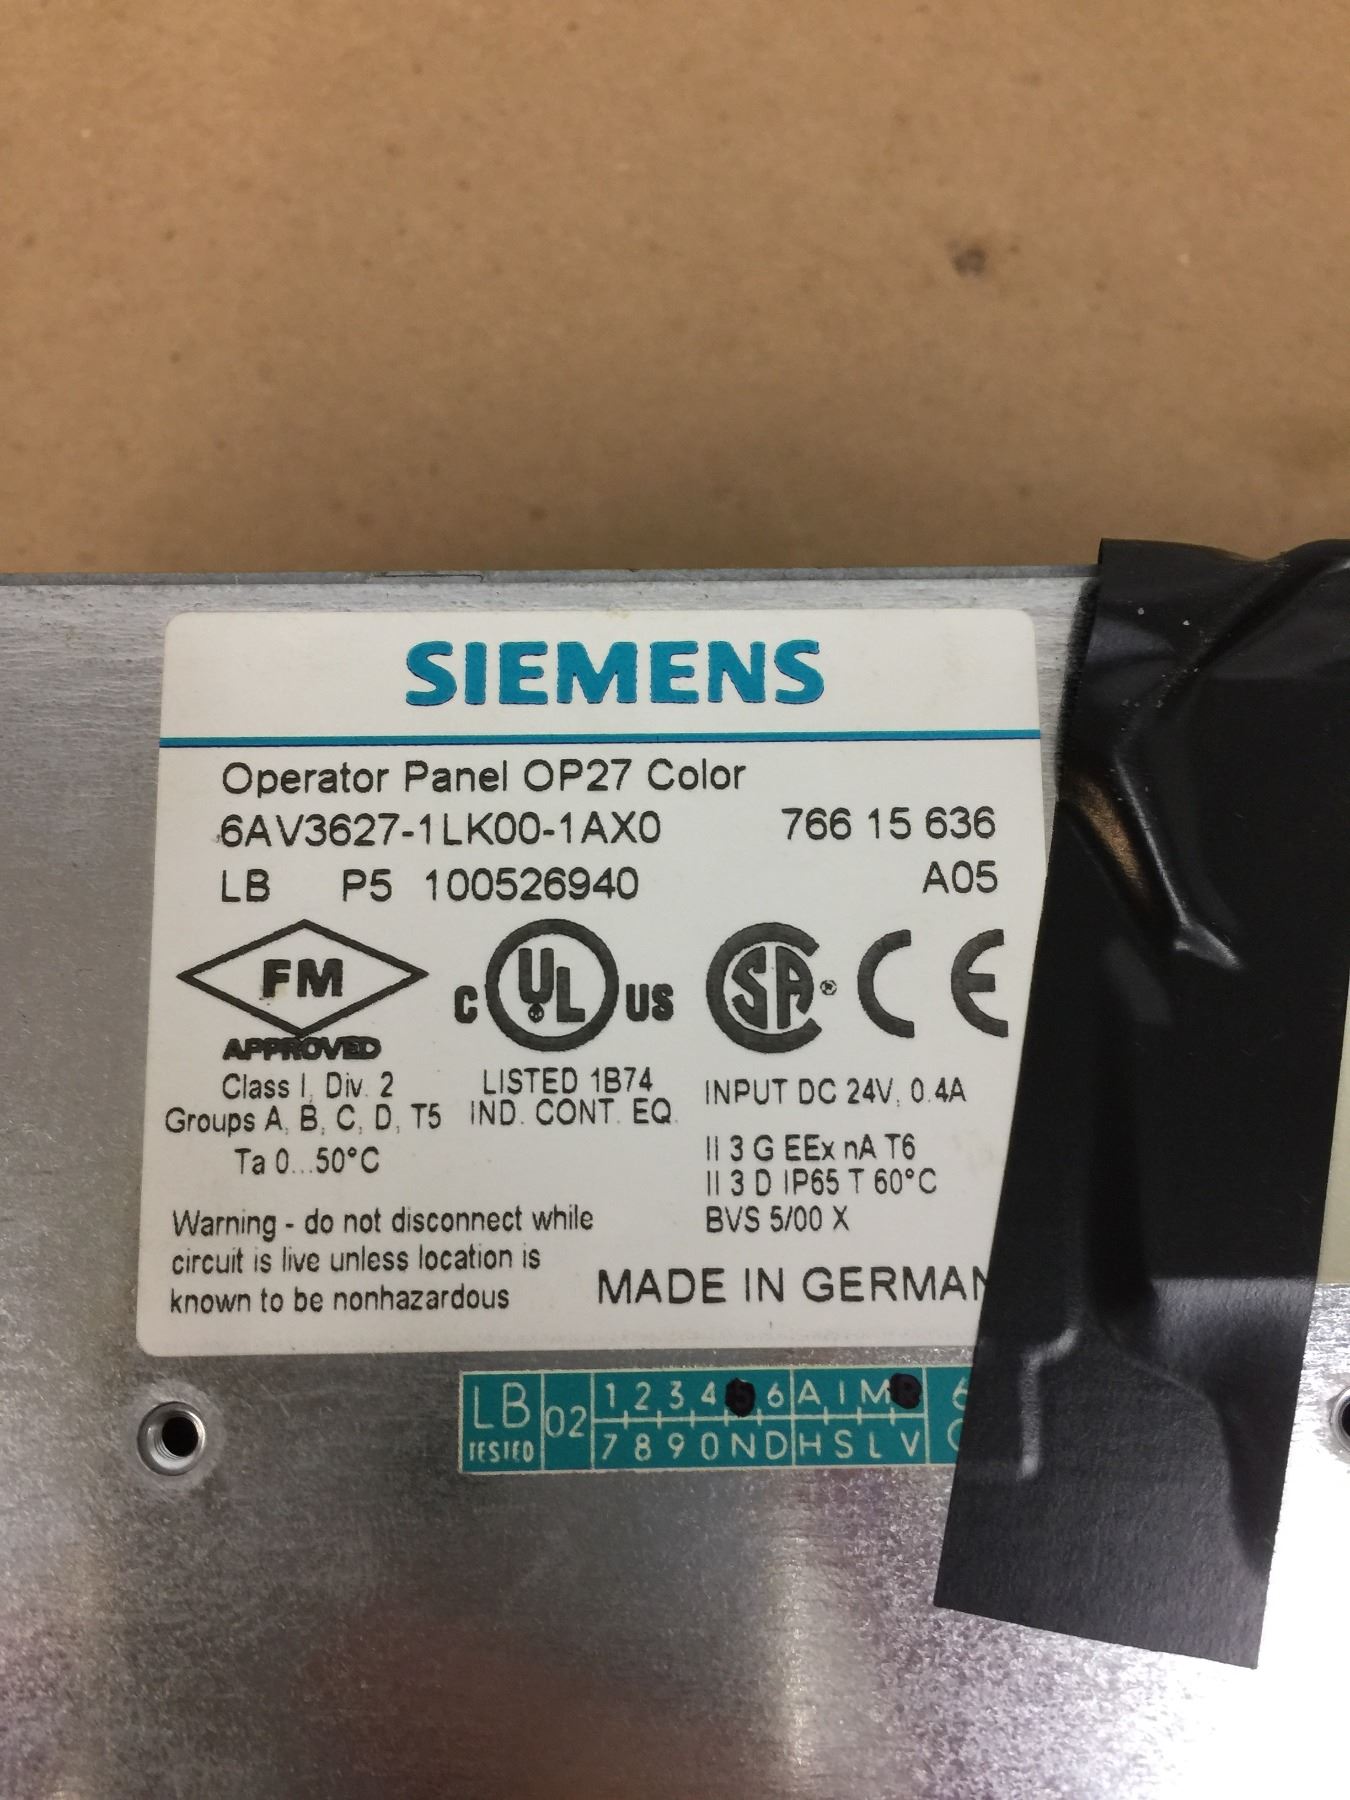 SIEMENS
Operator Panel OP27 Color
6AV3627-1LK00-1AX0 766 15 636
LB P5 100526940 A05
FM
APPROVED
Class I, Div. 2
Groups A, B, C, D, T5
Ta 0...50°C
C UL US
LISTED 1B74
IND. CONT. EQ.
SA ® CE
INPUT DC 24V, 0.4A
II 3 G EEx nA T6
II 3 D IP65 T 60°C
BVS 5/00 X
Warning - do not disconnect while
circuit is live unless location is
known to be nonhazardous
MADE IN GERMAN
LB TESTED 02
1 2 3 4 6 A I M
7 8 9 0 N D H S L V